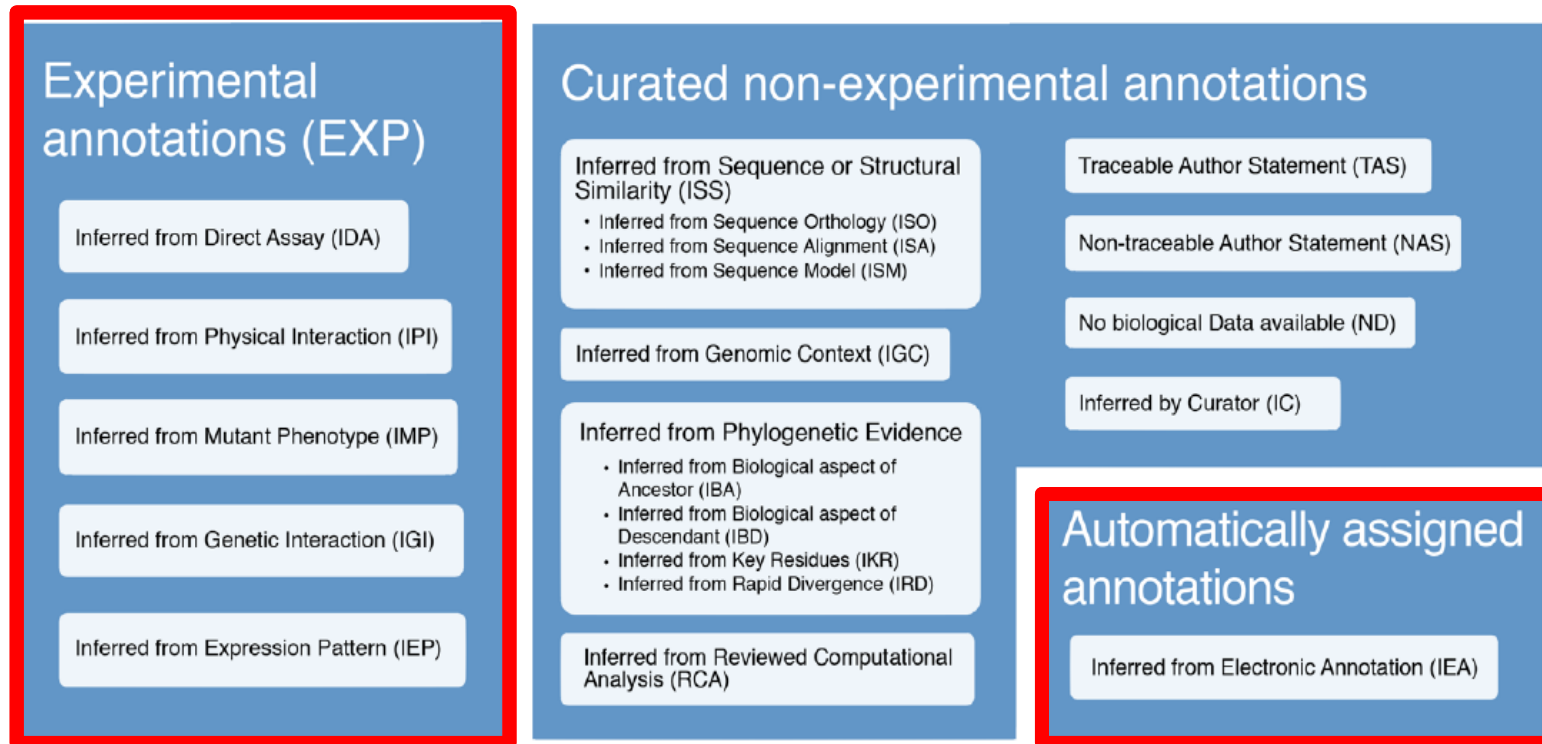 Experimental
annotations (EXP)
Inferred from Direct Assay (IDA)
Inferred from Physical Interaction (IPI)
Inferred from Mutant Phenotype (IMP)
Inferred from Genetic Interaction (IGI)
Inferred from Expression Pattern (IEP)
Curated non-experimental annotations
Inferred from Sequence or Structural
Similarity (ISS)
• Inferred from Sequence Orthology (ISO)
• Inferred from Sequence Alignment (ISA)
• Inferred from Sequence Model (ISM)
Inferred from Genomic Context (IGC)
Inferred from Phylogenetic Evidence
• Inferred from Biological aspect of
Ancestor (IBA)
• Inferred from Biological aspect of
Descendant (IBD)
• Inferred from Key Residues (IKR)
• Inferred from Rapid Divergence (IRD)
Inferred from Reviewed Computational
Analysis (RCA)
Traceable Author Statement (TAS)
Non-traceable Author Statement (NAS)
No biological Data available (ND)
Inferred by Curator (IC)
Automatically assigned
annotations
Inferred from Electronic Annotation (IEA)